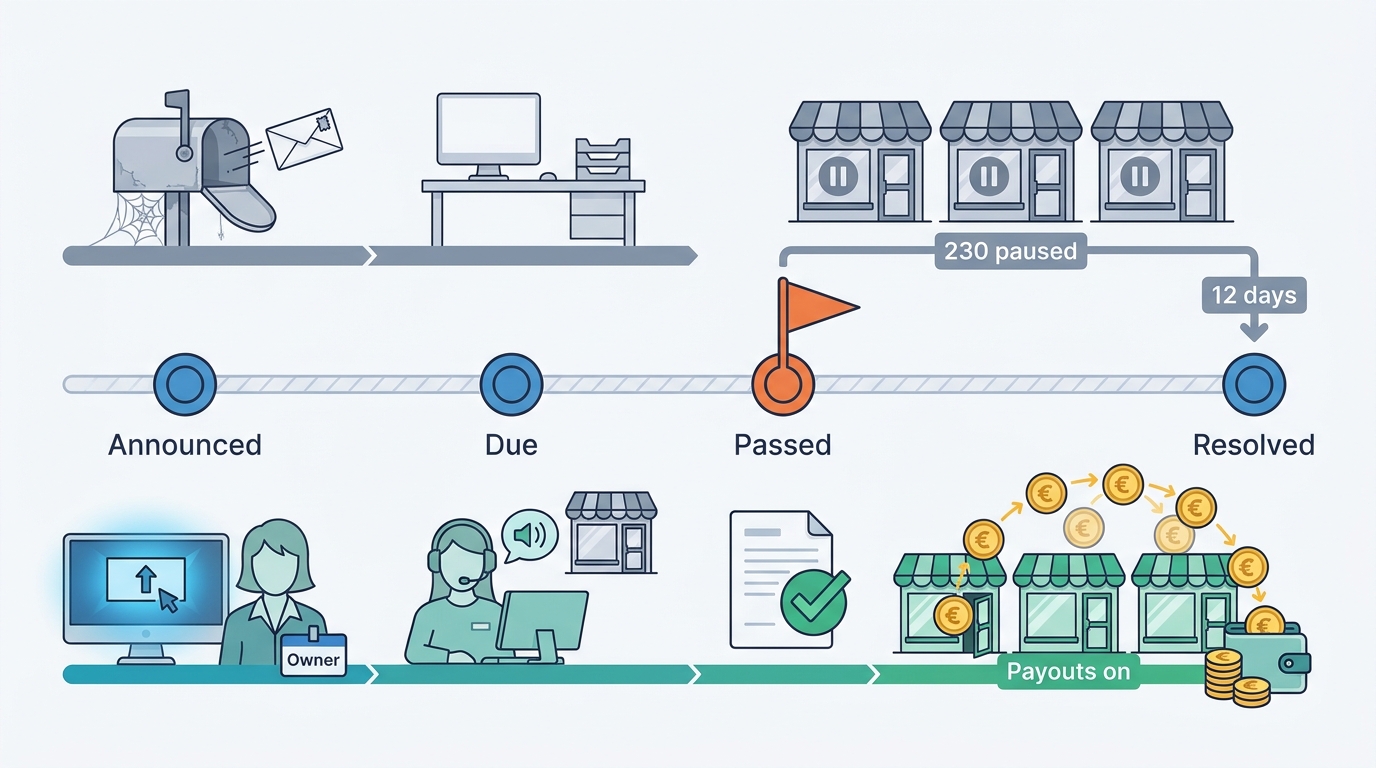 230 paused
12 days
Announced
Due
Passed
Resolved
€
€
€
€
€
€
€
€
€
€
€
Owner
Payouts on